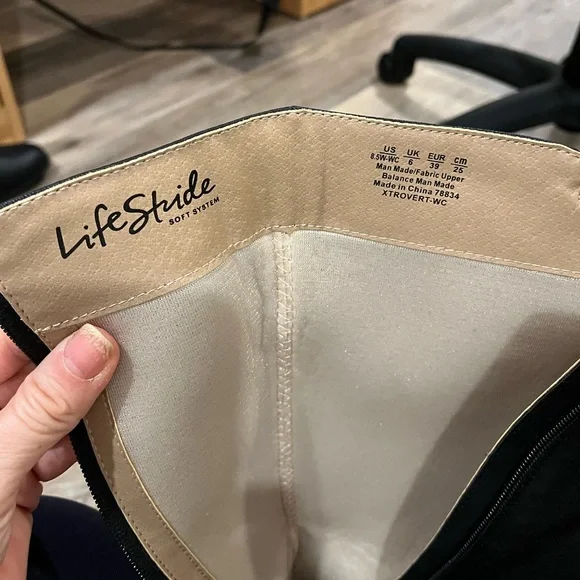 LifeStride
SOFT SYSTEM
US UK EUR cm
8.5W-WC 6 39 25
Man Made/Fabric Upper
Balance Man Made
Made in China 78834
XTROVERT-WC